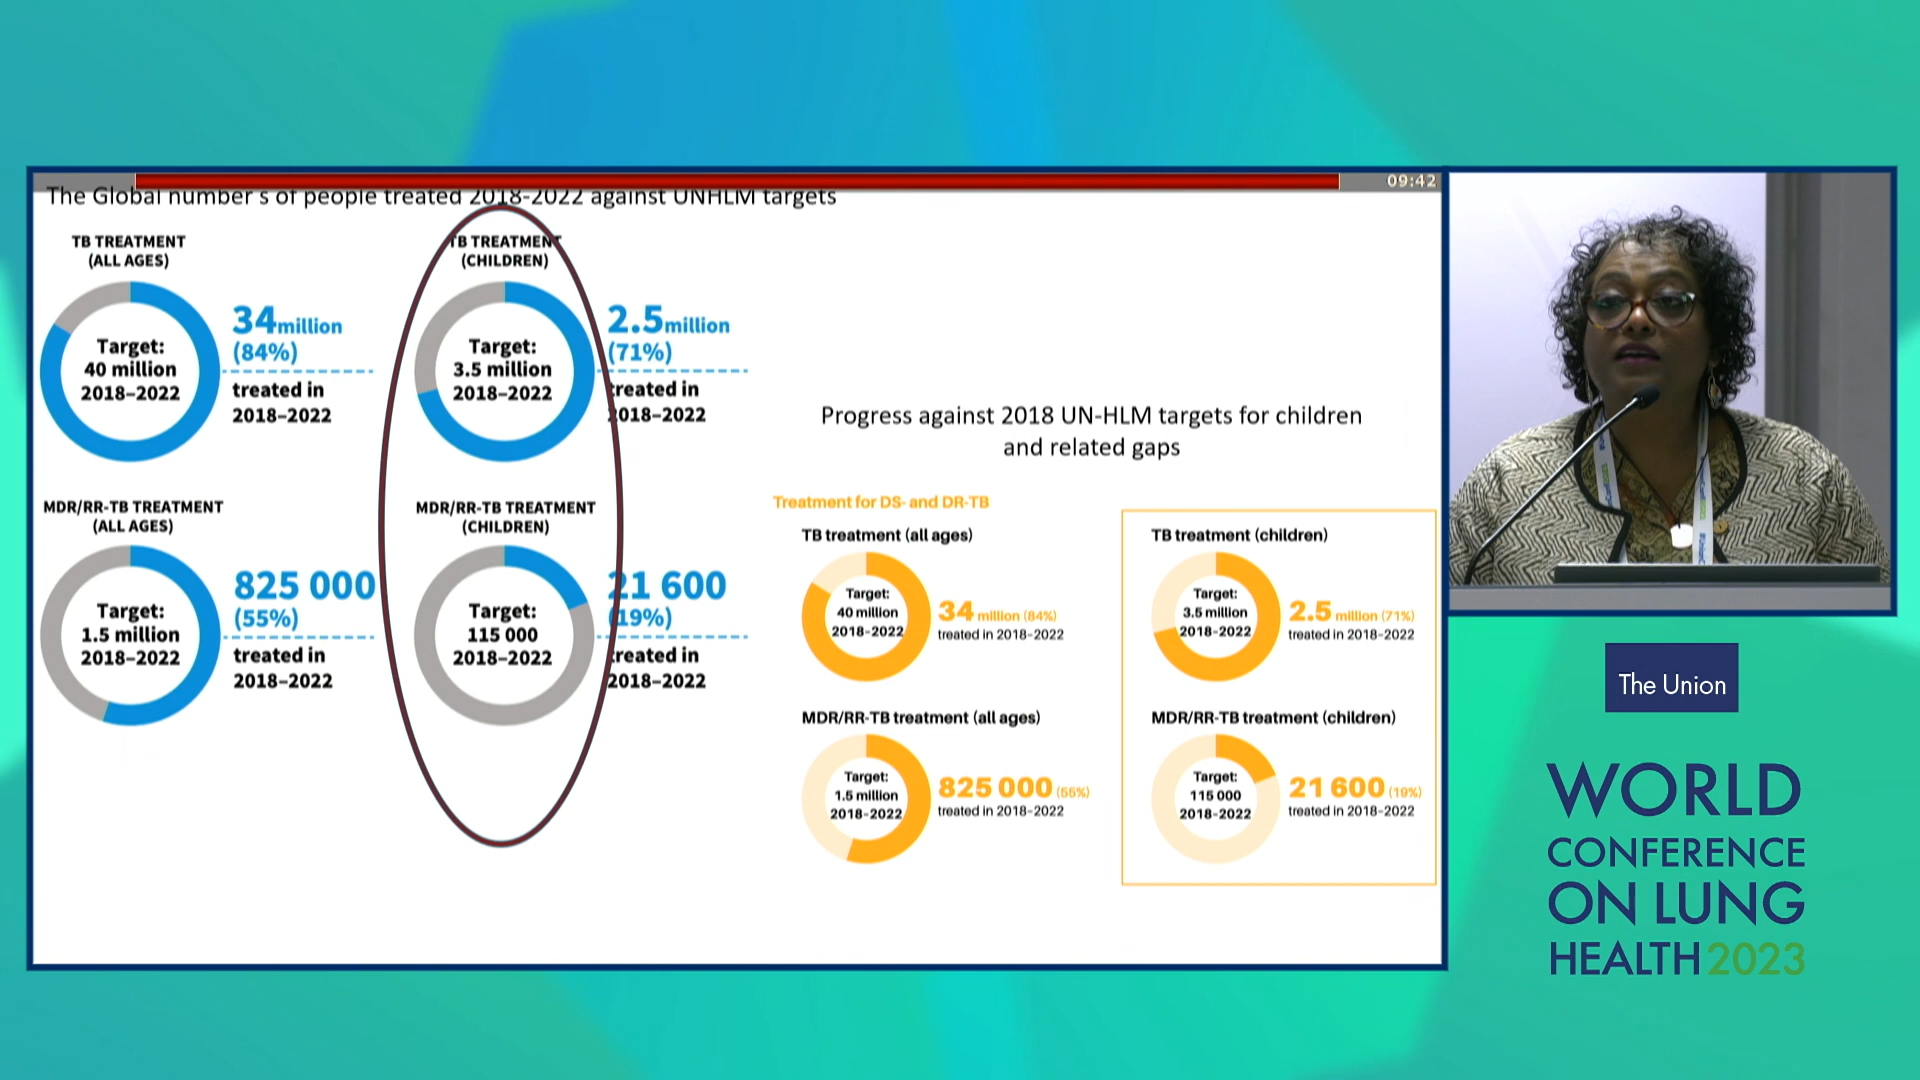 09:42
The Global number s of people treated 2018-2022 against UNHLM targets
TB TREATMENT
(ALL AGES)
Target:
40 million
2018–2022
34 million
(84%)
treated in
2018–2022
TB TREATMENT
(CHILDREN)
Target:
3.5 million
2018–2022
2.5 million
(71%)
treated in
2018–2022
MDR/RR-TB TREATMENT
(ALL AGES)
Target:
1.5 million
2018–2022
825 000
(55%)
treated in
2018–2022
MDR/RR-TB TREATMENT
(CHILDREN)
Target:
115 000
2018–2022
21 600
(19%)
treated in
2018–2022
Progress against 2018 UN-HLM targets for children
and related gaps
Treatment for DS- and DR-TB
TB treatment (all ages)
Target:
40 million
2018–2022
34 million (84%)
treated in 2018–2022
TB treatment (children)
Target:
3.5 million
2018–2022
2.5 million (71%)
treated in 2018–2022
MDR/RR-TB treatment (all ages)
Target:
1.5 million
2018–2022
825 000 (55%)
treated in 2018–2022
MDR/RR-TB treatment (children)
Target:
115 000
2018–2022
21 600 (19%)
treated in 2018–2022
The Union
WORLD
CONFERENCE
ON LUNG
HEALTH 2023